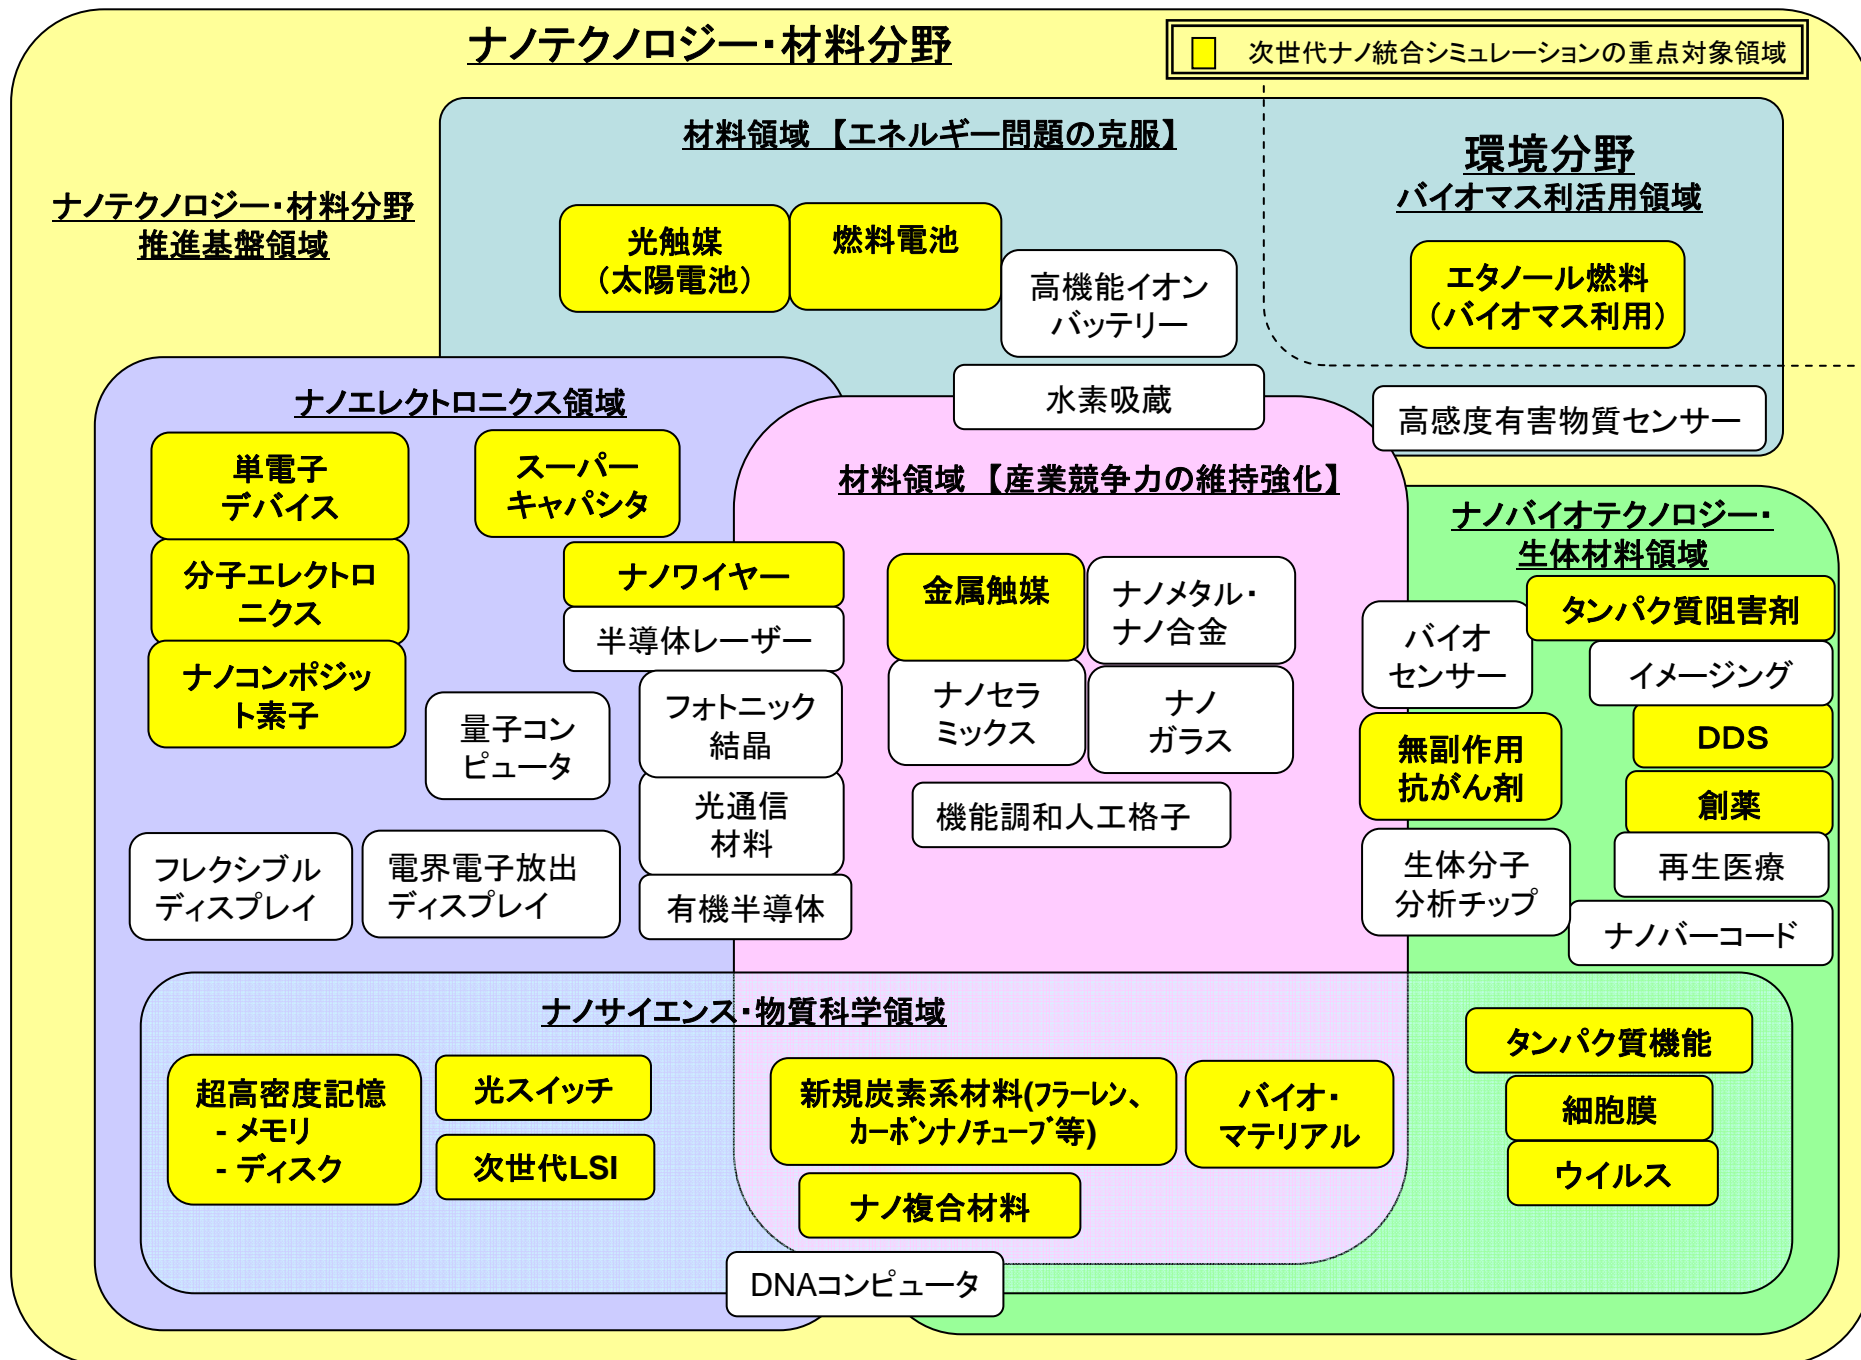 ナノテクノロジー・材料分野
次世代ナノ統合シミュレーションの重点対象領域
材料領域 【エネルギー問題の克服】
環境分野
バイオマス利活用領域
ナノテクノロジー・材料分野
推進基盤領域
光触媒
（太陽電池）
燃料電池
高機能イオン
バッテリー
エタノール燃料
（バイオマス利用）
水素吸蔵
高感度有害物質センサー
ナノエレクトロニクス領域
単電子
デバイス
スーパー
キャパシタ
分子エレクトロ
ニクス
ナノワイヤー
半導体レーザー
ナノコンポジッ
ト素子
量子コン
ピュータ
フォトニック
結晶
光通信
材料
フレクシブル
ディスプレイ
電界電子放出
ディスプレイ
有機半導体
材料領域 【産業競争力の維持強化】
金属触媒
ナノメタル・
ナノ合金
ナノセラ
ミックス
ナノ
ガラス
機能調和人工格子
ナノバイオテクノロジー・
生体材料領域
タンパク質阻害剤
バイオ
センサー
イメージング
DDS
無副作用
抗がん剤
創薬
生体分子
分析チップ
再生医療
ナノバーコード
ナノサイエンス・物質科学領域
超高密度記憶
- メモリ
- ディスク
光スイッチ
次世代LSI
新規炭素系材料(ﾌﾗｰﾚﾝ、
ｶｰﾎﾞﾝﾅﾉﾁｭｰﾌﾞ等)
バイオ・
マテリアル
ナノ複合材料
タンパク質機能
細胞膜
ウイルス
DNAコンピュータ